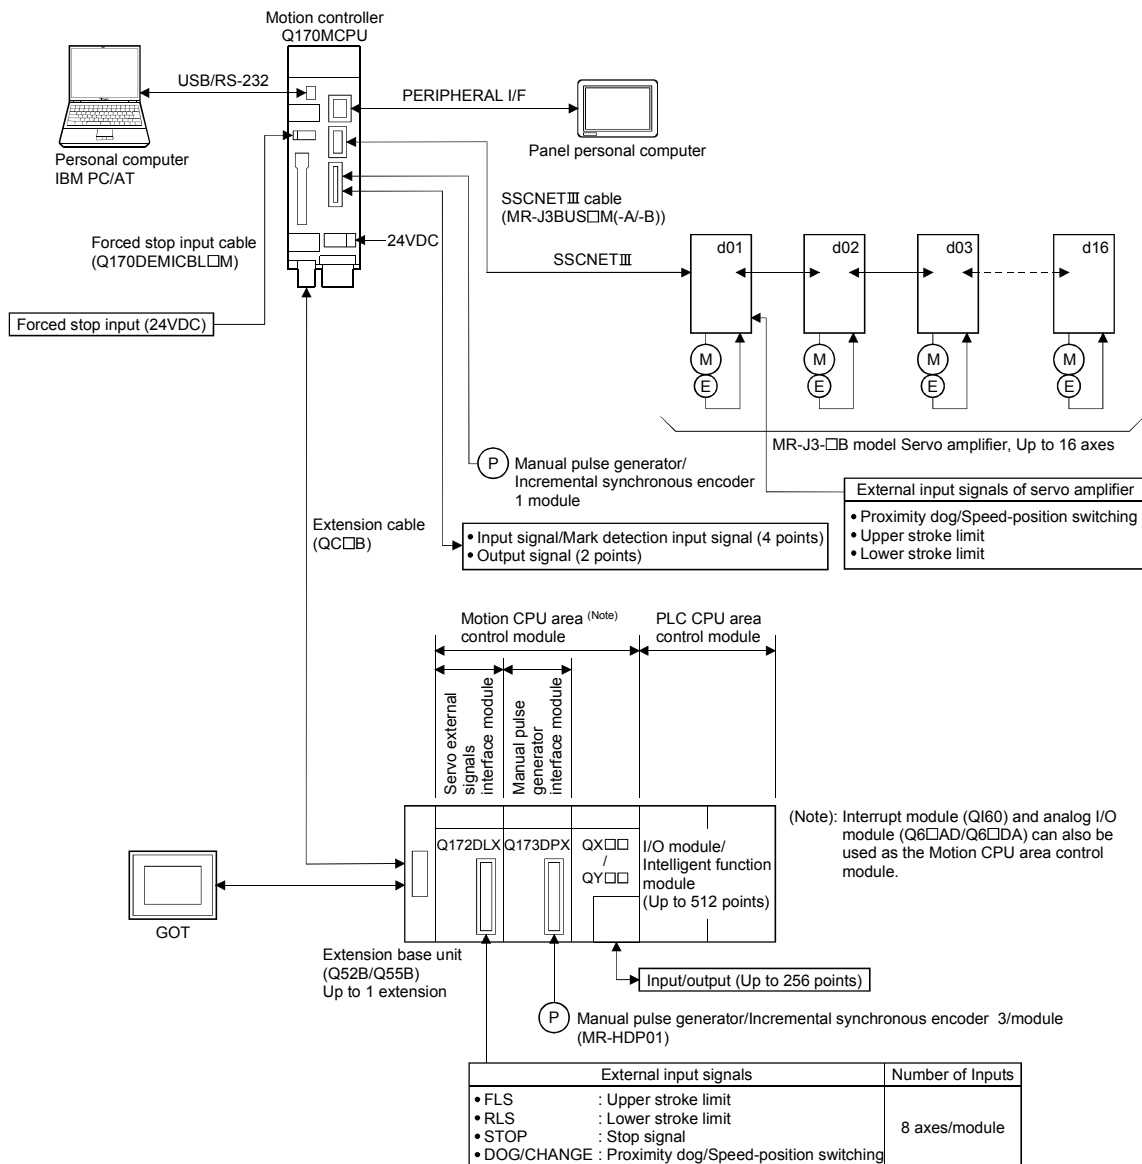 Motion controller
Q170MCPU
USB/RS-232
PERIPHERAL I/F
Personal computer
IBM PC/AT
Panel personal computer
SSCNETⅢ cable
(MR-J3BUS□M(-A/-B))
Forced stop input cable
(Q170DEMICBL□M)
24VDC
SSCNETⅢ
d01
d02
d03
d16
Forced stop input (24VDC)
M
M
M
M
E
E
E
E
MR-J3-□B model Servo amplifier, Up to 16 axes
P
Manual pulse generator/
Incremental synchronous encoder
1 module
External input signals of servo amplifier
• Proximity dog/Speed-position switching
• Upper stroke limit
• Lower stroke limit
Extension cable
(QC□B)
• Input signal/Mark detection input signal (4 points)
• Output signal (2 points)
Motion CPU area (Note)
control module
PLC CPU area
control module
Servo external
signals
interface module
Manual pulse
generator
interface module
(Note): Interrupt module (QI60) and analog I/O
module (Q6□AD/Q6□DA) can also be
used as the Motion CPU area control
module.
Q172DLX
Q173DPX
QX□□
/
QY□□
I/O module/
Intelligent function
module
(Up to 512 points)
GOT
Extension base unit
(Q52B/Q55B)
Up to 1 extension
Input/output (Up to 256 points)
P
Manual pulse generator/Incremental synchronous encoder 3/module
(MR-HDP01)
External input signals
Number of Inputs
• FLS : Upper stroke limit
• RLS : Lower stroke limit
• STOP : Stop signal
• DOG/CHANGE : Proximity dog/Speed-position switching
8 axes/module